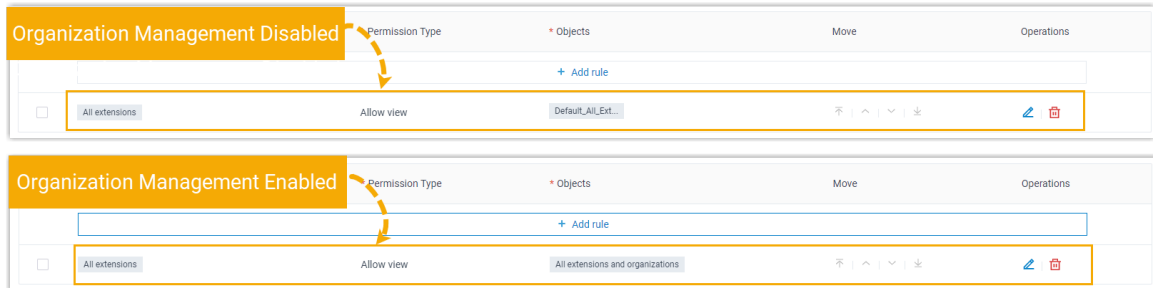 Organization Management Disabled
Permission Type
* Objects
Move
Operations
+ Add rule
All extensions
Allow view
Default_All_Ext...
Organization Management Enabled
Permission Type
* Objects
Move
Operations
+ Add rule
All extensions
Allow view
All extensions and organizations